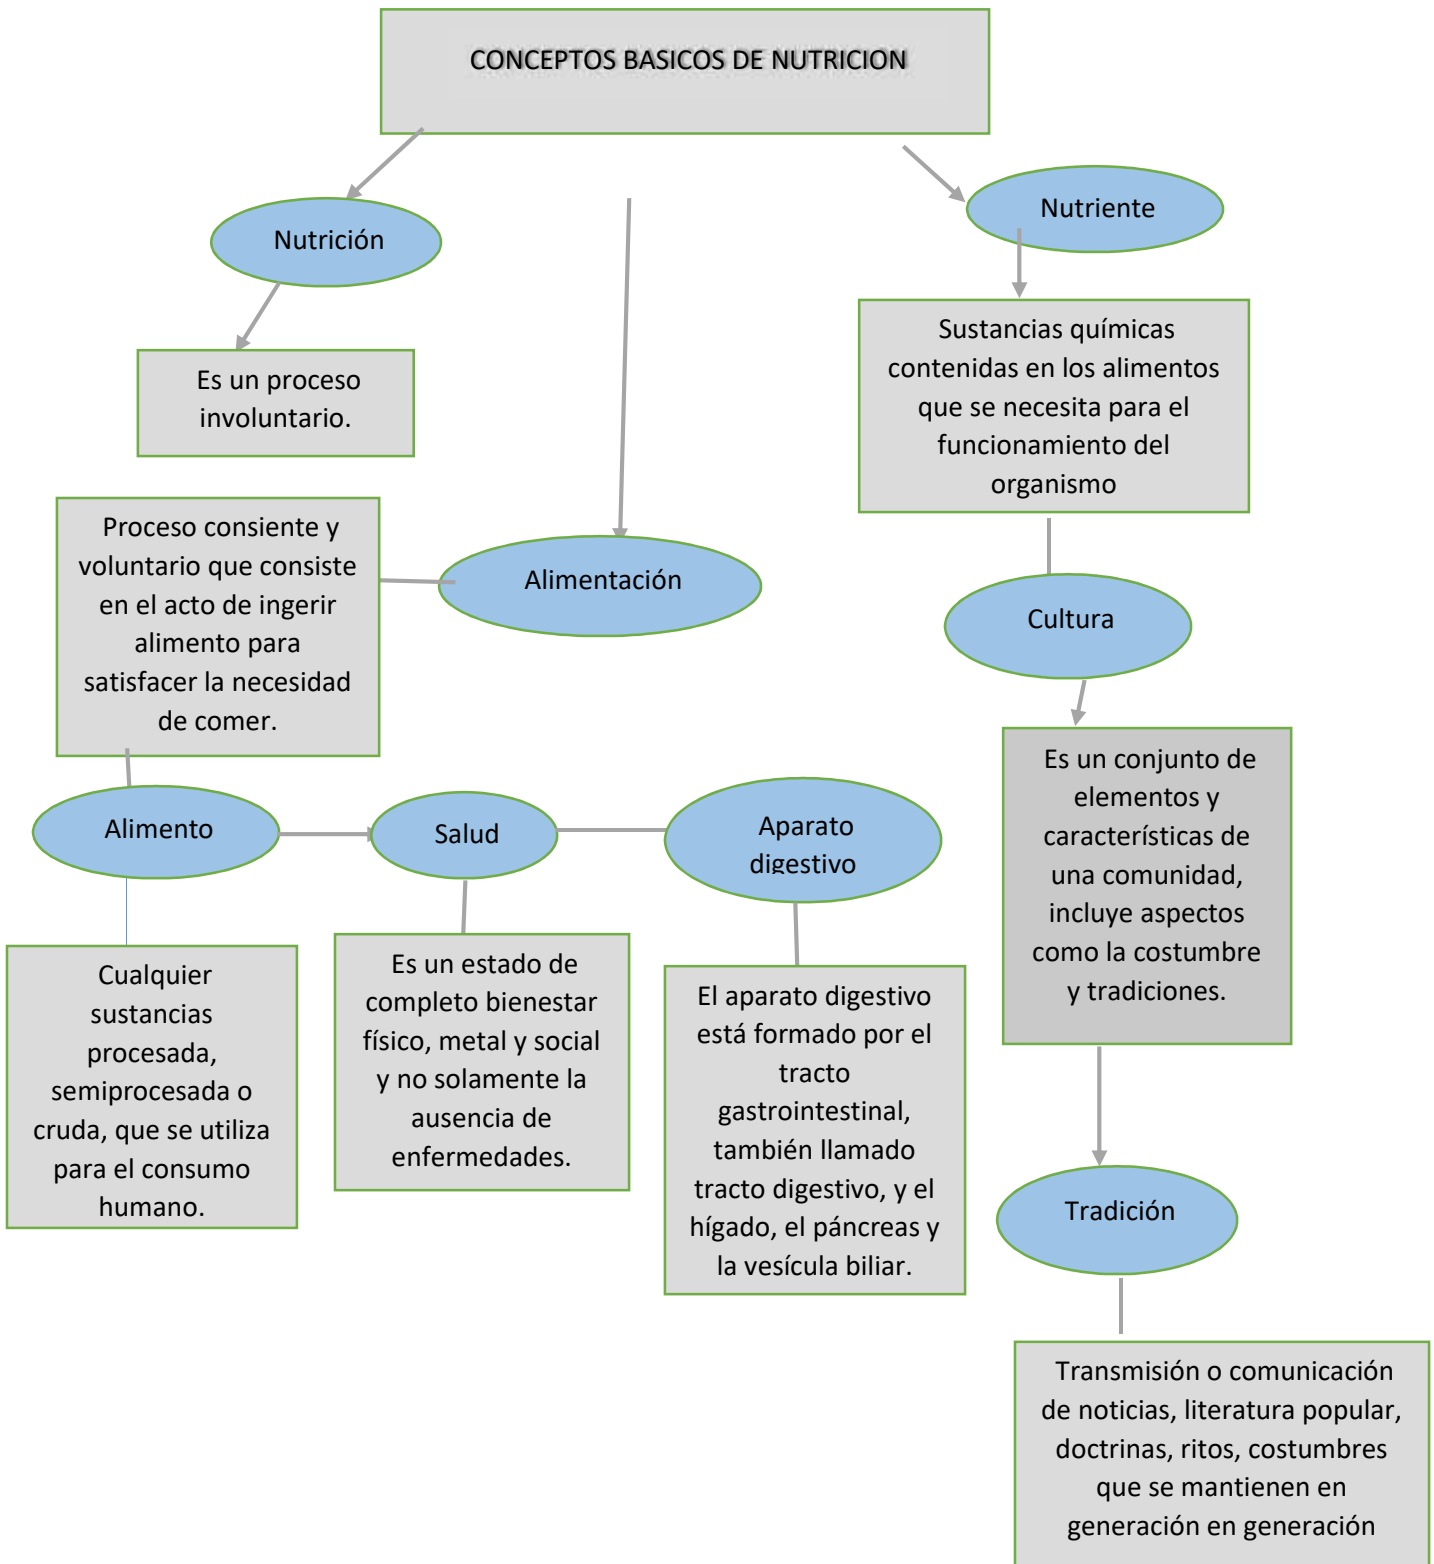 CONCEPTOS BASICOS DE NUTRICION
Nutrición
Es un proceso
involuntario.
Nutriente
Sustancias químicas
contenidas en los alimentos
que se necesita para el
funcionamiento del
organismo
Alimentación
Proceso consiente y
voluntario que consiste
en el acto de ingerir
alimento para
satisfacer la necesidad
de comer.
Cultura
Es un conjunto de
elementos y
características de
una comunidad,
incluye aspectos
como la costumbre
y tradiciones.
Alimento
Cualquier
sustancias
procesada,
semiprocesada o
cruda, que se utiliza
para el consumo
humano.
Salud
Es un estado de
completo bienestar
físico, metal y social
y no solamente la
ausencia de
enfermedades.
Aparato
digestivo
El aparato digestivo
está formado por el
tracto
gastrointestinal,
también llamado
tracto digestivo, y el
hígado, el páncreas y
la vesícula biliar.
Tradición
Transmisión o comunicación
de noticias, literatura popular,
doctrinas, ritos, costumbres
que se mantienen en
generación en generación